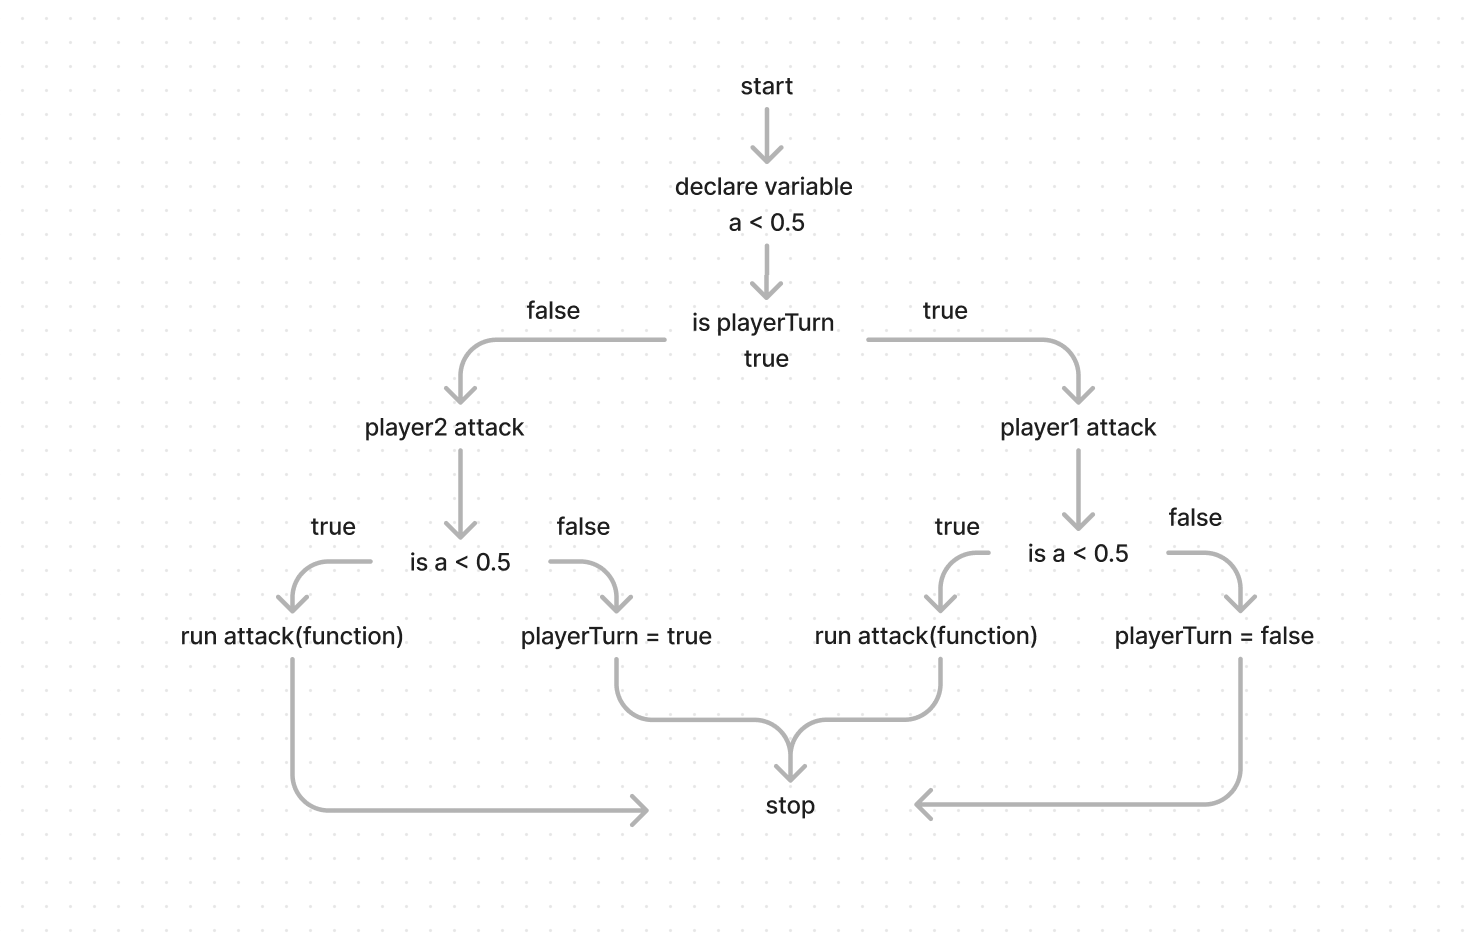 start
declare variable
a < 0.5
false
true
is playerTurn
true
player2 attack
player1 attack
true
false
true
false
is a < 0.5
is a < 0.5
run attack(function)
playerTurn = true
run attack(function)
playerTurn = false
stop